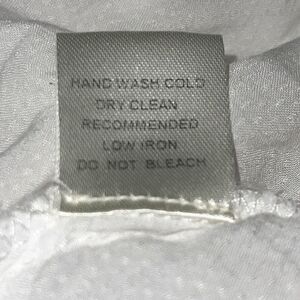 HAND WASH COLD
DRY CLEAN
RECOMMENDED
LOW IRON
DO NOT BLEACH